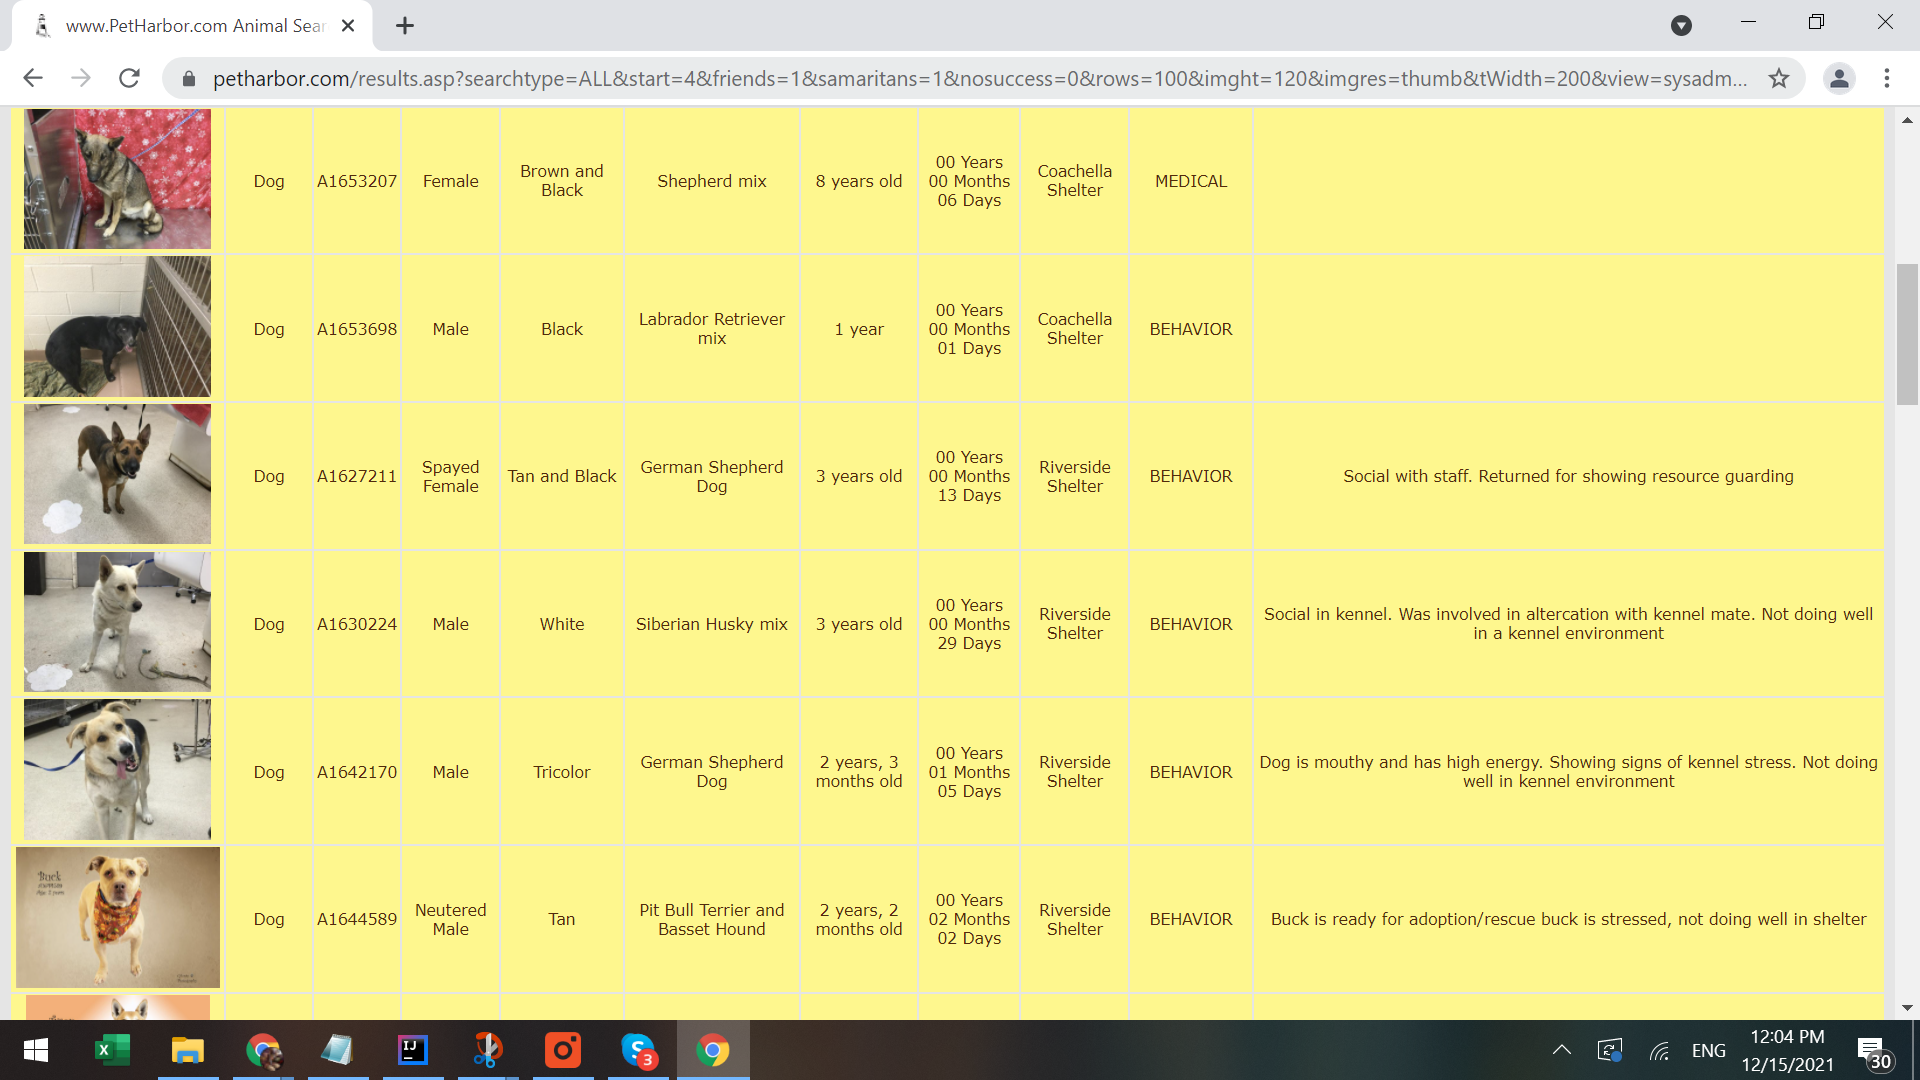 www.PetHarbor.com Animal Sear
petharbor.com/results.asp?searchtype=ALL&start=4&friends=1&samaritans=1&nosuccess=0&rows=100&imght=120&imgres=thumb&tWidth=200&view=sysadm...
Dog
A1653207
Female
Brown and
Black
Shepherd mix
8 years old
00 Years
00 Months
06 Days
Coachella
Shelter
MEDICAL
Dog
A1653698
Male
Black
Labrador Retriever
mix
1 year
00 Years
00 Months
01 Days
Coachella
Shelter
BEHAVIOR
Dog
A1627211
Spayed
Female
Tan and Black
German Shepherd
Dog
3 years old
00 Years
00 Months
13 Days
Riverside
Shelter
BEHAVIOR
Social with staff. Returned for showing resource guarding
Dog
A1630224
Male
White
Siberian Husky mix
3 years old
00 Years
00 Months
29 Days
Riverside
Shelter
BEHAVIOR
Social in kennel. Was involved in altercation with kennel mate. Not doing well
in a kennel environment
Dog
A1642170
Male
Tricolor
German Shepherd
Dog
2 years, 3
months old
00 Years
01 Months
05 Days
Riverside
Shelter
BEHAVIOR
Dog is mouthy and has high energy. Showing signs of kennel stress. Not doing
well in kennel environment
Buck
Dog
A1644589
Neutered
Male
Tan
Pit Bull Terrier and
Basset Hound
2 years, 2
months old
00 Years
02 Months
02 Days
Riverside
Shelter
BEHAVIOR
Buck is ready for adoption/rescue buck is stressed, not doing well in shelter
X
IJ
S
3
ENG
12:04 PM
12/15/2021
30